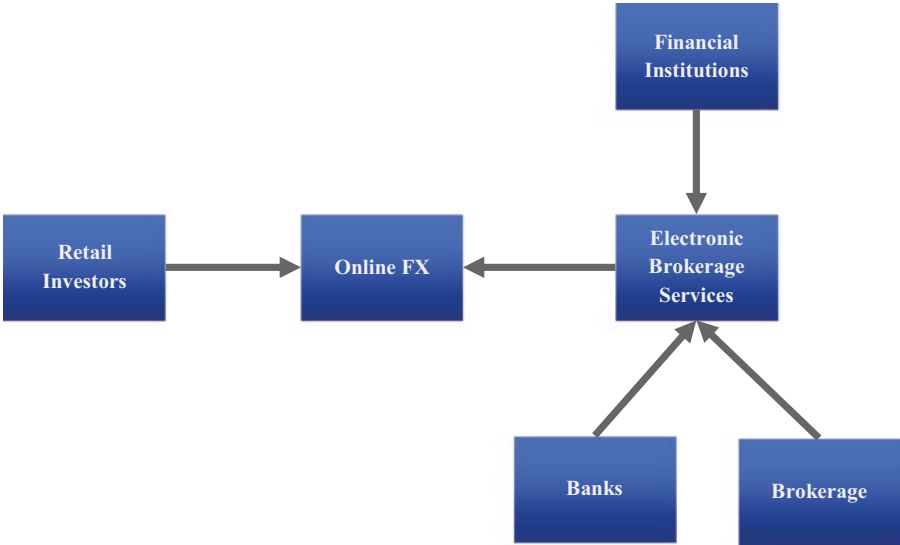 Financial
Institutions
Retail
Investors
Online FX
Electronic
Brokerage
Services
Banks
Brokerage